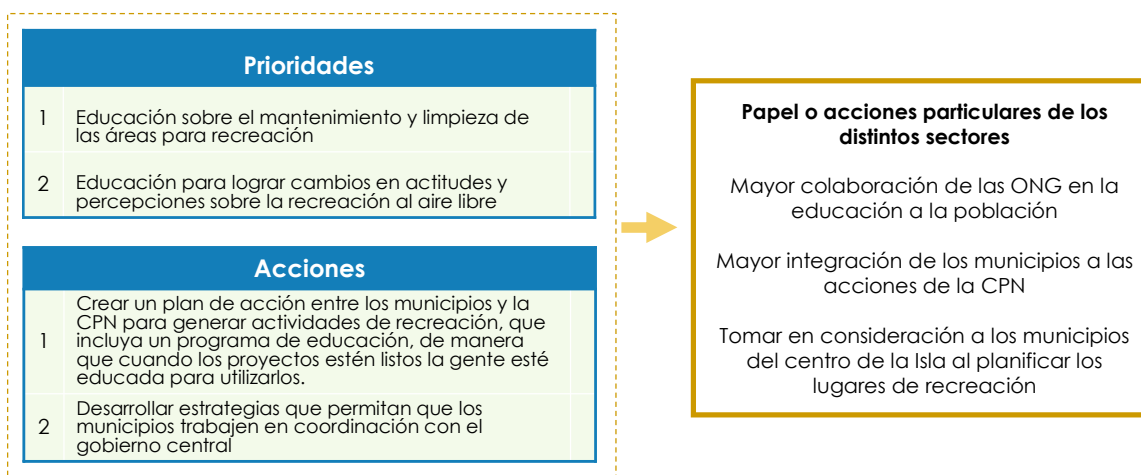 Prioridades
1 Educación sobre el mantenimiento y limpieza de
las áreas para recreación
2 Educación para lograr cambios en actitudes y
percepciones sobre la recreación al aire libre
Acciones
Crear un plan de acción entre los municipios y la
CPN para generar actividades de recreación, que
1 incluya un programa de educación, de manera
que cuando los proyectos estén listos la gente esté
educada para utilizarlos.
Desarrollar estrategias que permitan que los
2 municipios trabajen en coordinación con el
gobierno central
Papel o acciones particulares de los
distintos sectores
Mayor colaboración de las ONG en la
educación a la población
Mayor integración de los municipios a las
acciones de la CPN
Tomar en consideración a los municipios
del centro de la Isla al planificar los
lugares de recreación